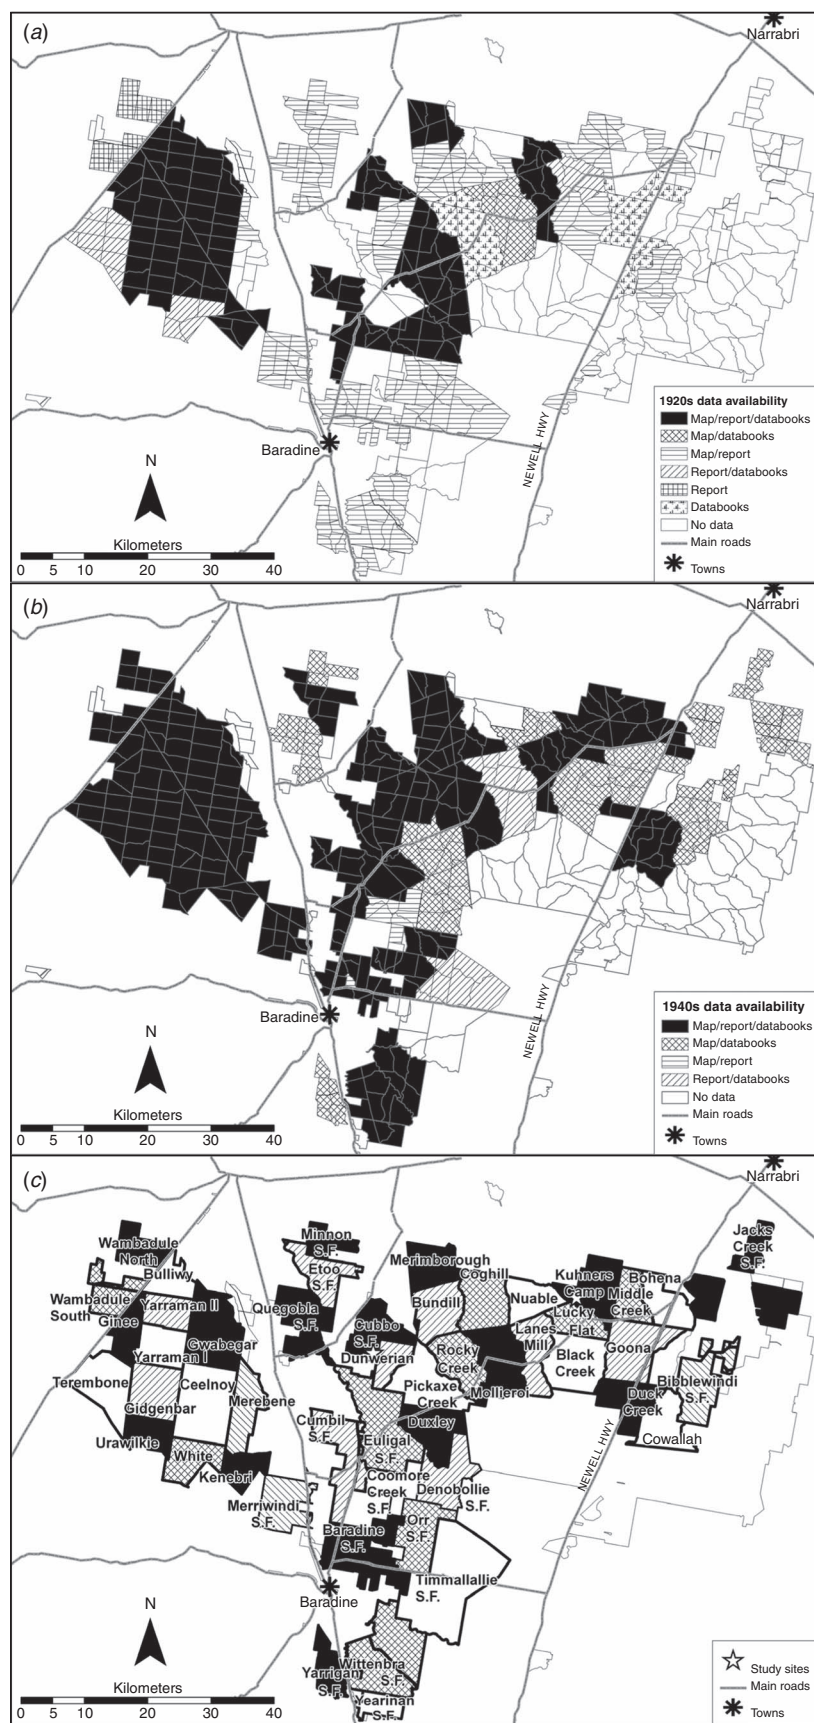 (a)
Narrabri
Baradine
NEWELL HWY
N
Kilometers
0 5 10 20 30 40
1920s data availability
Map/report/databooks
Map/databooks
Map/report
Report/databooks
Report
Databooks
No data
Main roads
Towns
(b)
Narrabri
Baradine
NEWELL HWY
N
Kilometers
0 5 10 20 30 40
1940s data availability
Map/report/databooks
Map/databooks
Map/report
Report/databooks
No data
Main roads
Towns
(c)
Narrabri
Wambadule
North
Bulliwy
Minnon
S.F.
Etoo
S.F.
Merimborough
Coghill
Kuhners
Camp
Bohena
Jacks
Creek
S.F.
Wambadule
South
Ginee
Yarraman II
Quegobla
S.F.
Bundill
Nuable
Lucky
Flat
Middle
Creek
Gwabegar
Cubbo
S.F.
Dunwerian
Rocky
Creek
Lanes
Mill
Black
Creek
Goona
Yarraman I
Terembone
Ceelnoy
Gidgenbar
Merebene
Pickaxe
Creek
Mollieroi
Bibblewindi
S.F.
Duck
Creek
Cowallah
Urawilkie
White
Kenebri
Cumbil
S.F.
Euligal
S.F.
Duxley
Merriwindi
S.F.
Coomore
Creek
S.F.
Denobollie
S.F.
Baradine
S.F.
Orr
S.F.
NEWELL HWY
Timmallallie
S.F.
Baradine
N
Wittenbra
S.F.
Yarrigan
S.F.
Yearinan
S.F.
Kilometers
0 5 10 20 30 40
Study sites
Main roads
Towns